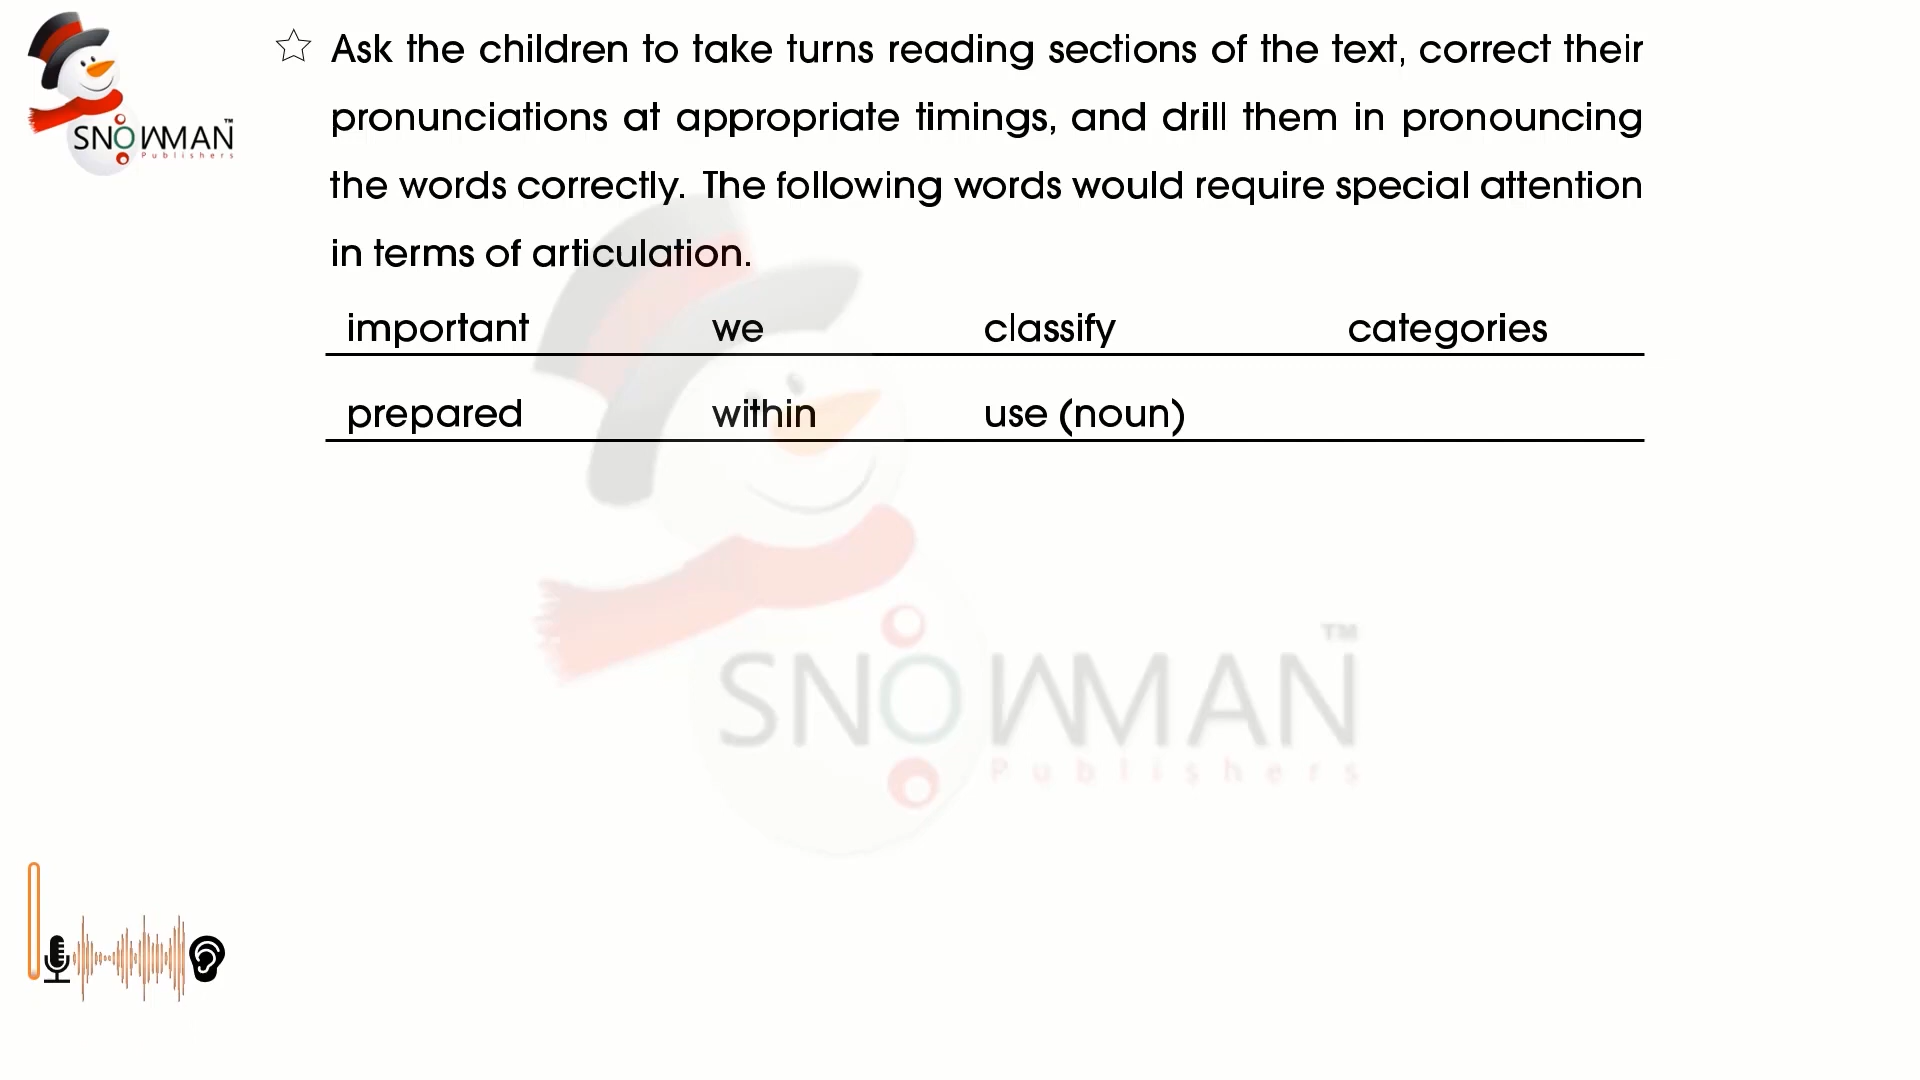 SNOWMAN™
Publishers
☆ Ask the children to take turns reading sections of the text, correct their
pronunciations at appropriate timings, and drill them in pronouncing
the words correctly. The following words would require special attention
in terms of articulation.
important we classify categories
prepared within use (noun)
SNOWMAN™
Publishers